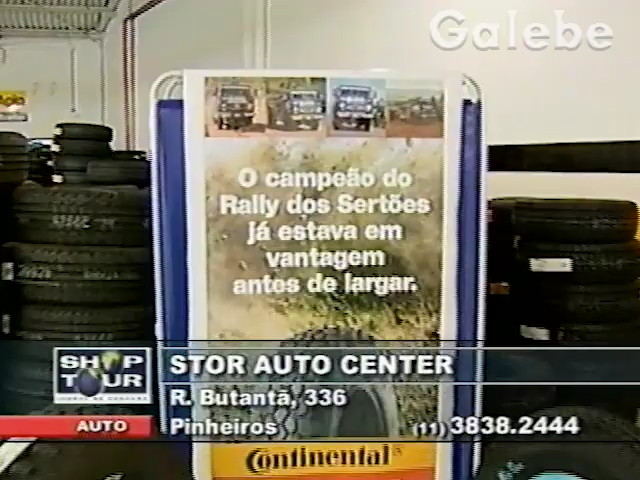 Galebe
O campeão do
Rally dos Sertões
já estava em
vantagem
antes de largar.
SHOP
TOUR
STOR AUTO CENTER
R. Butantã, 336
AUTO
Pinheiros
(11) 3838.2444
Continental